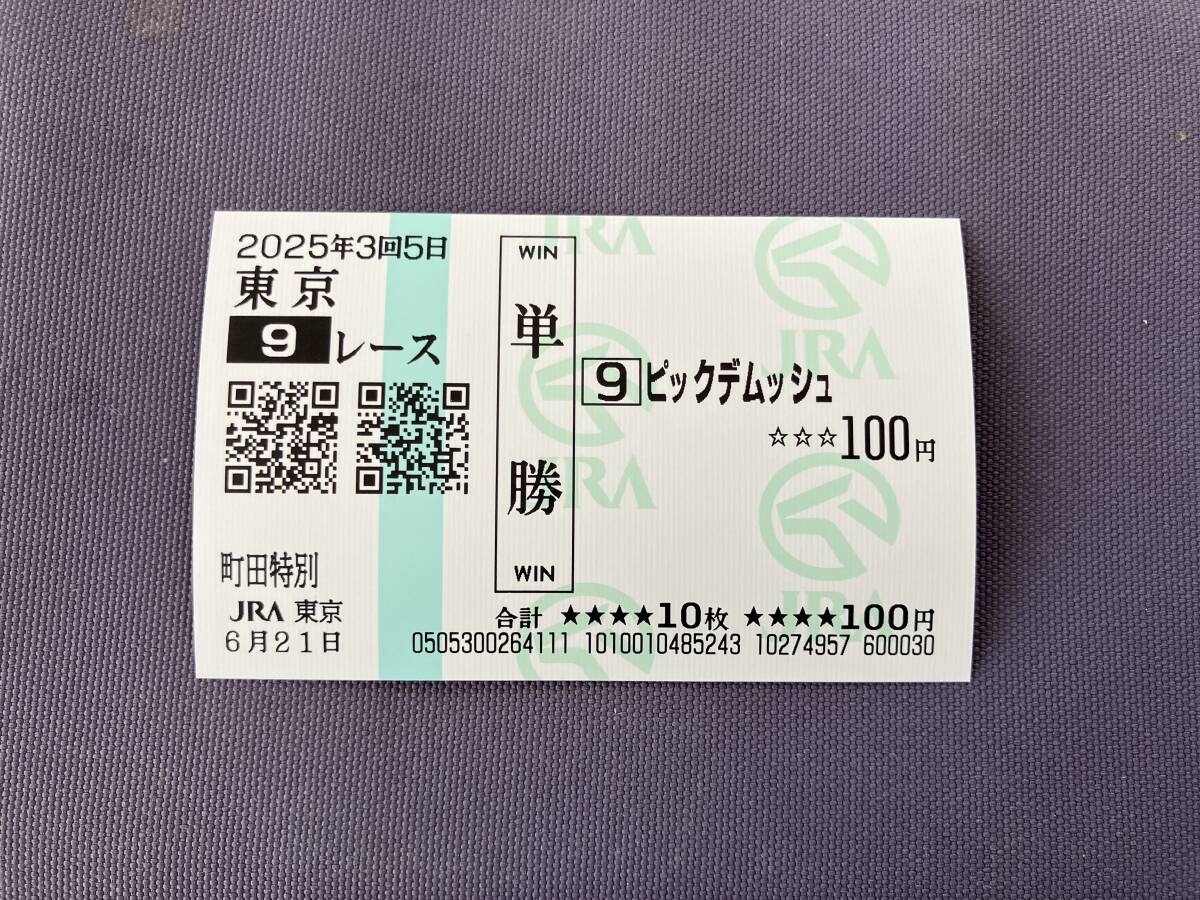 2025年3回5日
東京
9レース
町田特別
JRA 東京
6月21日
WIN
単勝
WIN
9ピックデムッシュ
☆☆☆100円
合計 ★★★★10枚 ★★★★100円
0505300264111 1010010485243 10274957 600030
JRA
JRA
JRA